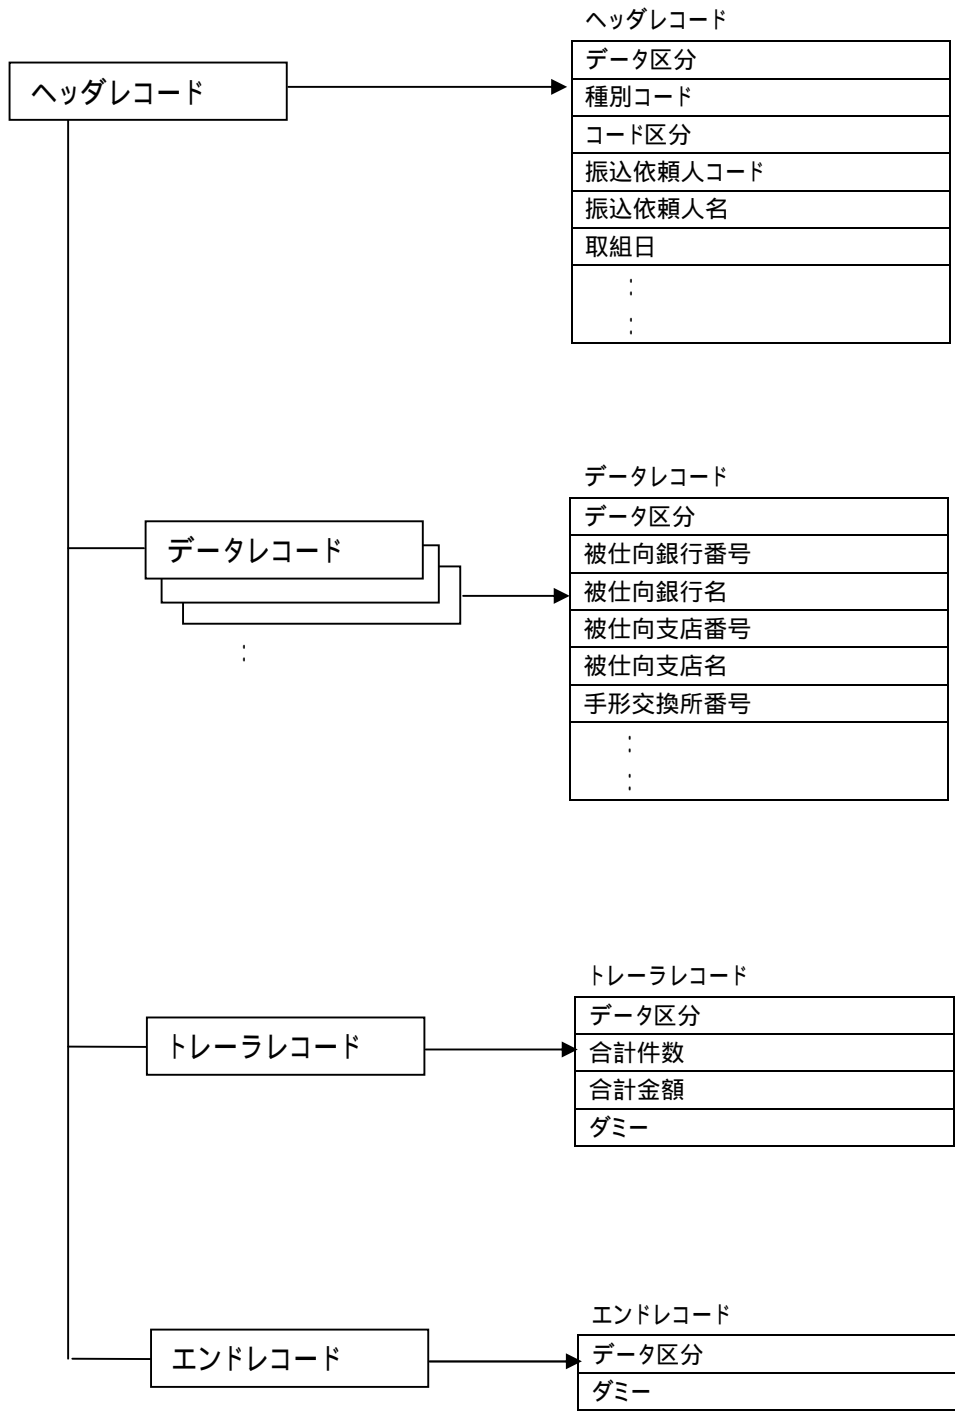 ヘッダレコード
ヘッダレコード
データ区分
種別コード
コード区分
振込依頼人コード
振込依頼人名
取組日
:
:
データレコード
データレコード
:
データ区分
被仕向銀行番号
被仕向銀行名
被仕向支店番号
被仕向支店名
手形交換所番号
:
:
トレーラレコード
トレーラレコード
データ区分
合計件数
合計金額
ダミー
エンドレコード
エンドレコード
データ区分
ダミー